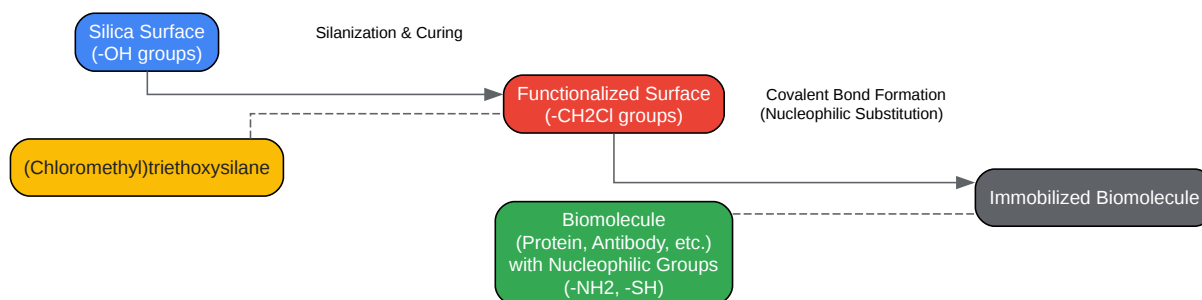 Silica Surface
(-OH groups)
Silanization & Curing
Functionalized Surface
(-CH2Cl groups)
Covalent Bond Formation
(Nucleophilic Substitution)
(Chloromethyl)triethoxysilane
Immobilized Biomolecule
Biomolecule
(Protein, Antibody, etc.)
with Nucleophilic Groups
(-NH2, -SH)